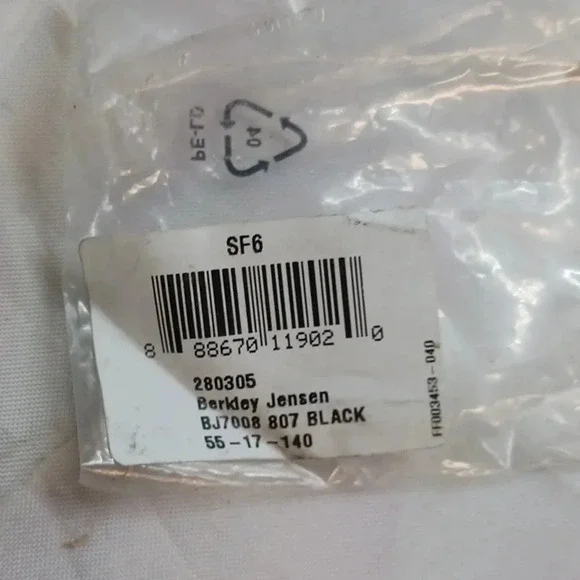 PE-LD
04
SF6
8 88670 11902 0
280305
Berkley Jensen
BJ7008 807 BLACK
55-17-140
FF003453-040